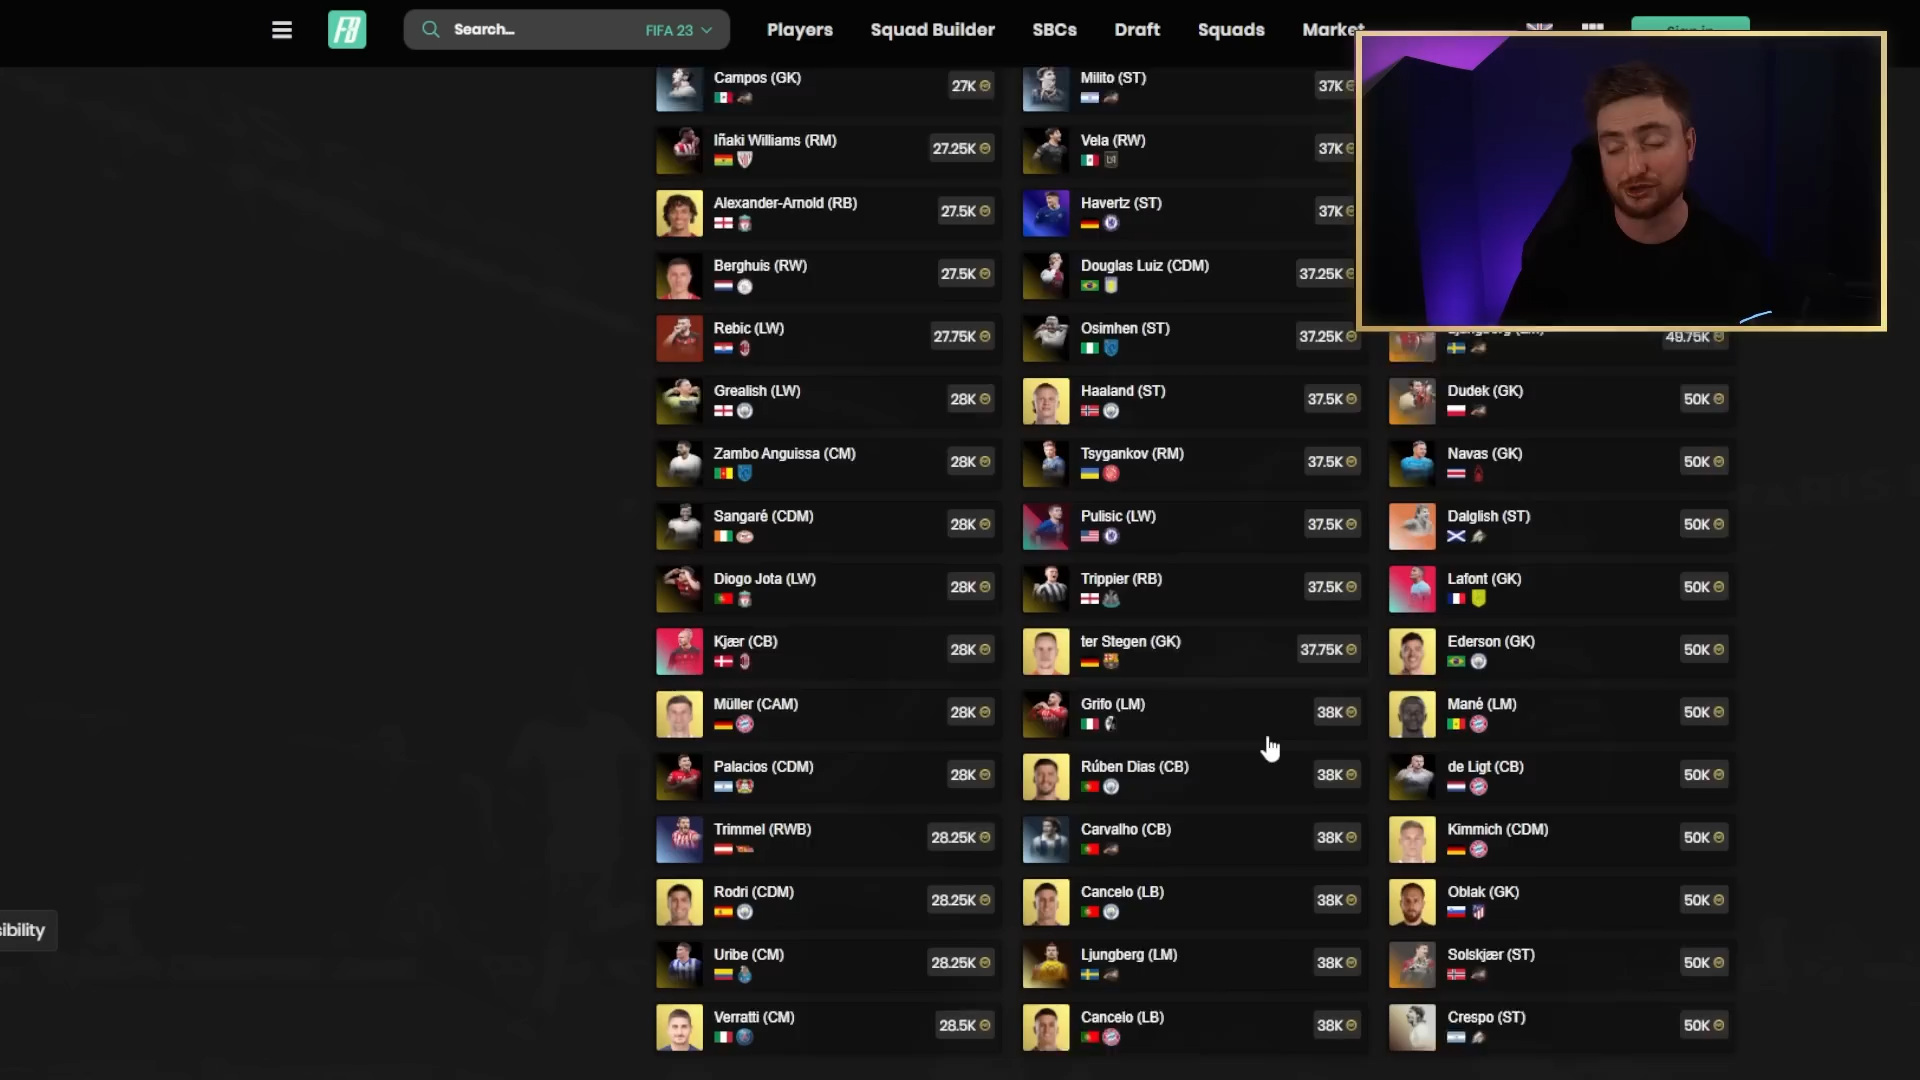 FB Search... FIFA 23 Players Squad Builder SBCs Draft Squads Market
Campos (GK) 27K
Iñaki Williams (RM) 27.25K
Alexander-Arnold (RB) 27.5K
Berghuis (RW) 27.5K
Rebic (LW) 27.75K
Grealish (LW) 28K
Zambo Anguissa (CM) 28K
Sangaré (CDM) 28K
Diogo Jota (LW) 28K
Kjær (CB) 28K
Müller (CAM) 28K
Palacios (CDM) 28K
Trimmel (RWB) 28.25K
Rodri (CDM) 28.25K
Uribe (CM) 28.25K
Verratti (CM) 28.5K
Milito (ST) 37K
Vela (RW) 37K
Havertz (ST) 37K
Douglas Luiz (CDM) 37.25K
Osimhen (ST) 37.25K
Haaland (ST) 37.5K
Tsygankov (RM) 37.5K
Pulisic (LW) 37.5K
Trippier (RB) 37.5K
ter Stegen (GK) 37.75K
Grifo (LM) 38K
Rúben Dias (CB) 38K
Carvalho (CB) 38K
Cancelo (LB) 38K
Ljungberg (LM) 38K
Cancelo (LB) 38K
49.75K
Dudek (GK) 50K
Navas (GK) 50K
Dalglish (ST) 50K
Lafont (GK) 50K
Ederson (GK) 50K
Mané (LM) 50K
de Ligt (CB) 50K
Kimmich (CDM) 50K
Oblak (GK) 50K
Solskjær (ST) 50K
Crespo (ST) 50K
sibility